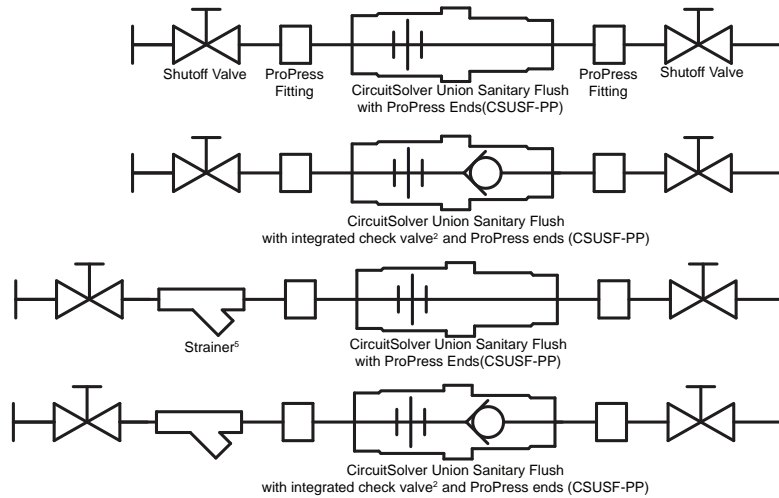 Shutoff Valve
ProPress
Fitting
CircuitSolver Union Sanitary Flush
with ProPress Ends(CSUSF-PP)
ProPress
Fitting
Shutoff Valve
CircuitSolver Union Sanitary Flush
with integrated check valve² and ProPress ends (CSUSF-PP)
Strainer⁵
CircuitSolver Union Sanitary Flush
with ProPress Ends(CSUSF-PP)
CircuitSolver Union Sanitary Flush
with integrated check valve² and ProPress ends (CSUSF-PP)